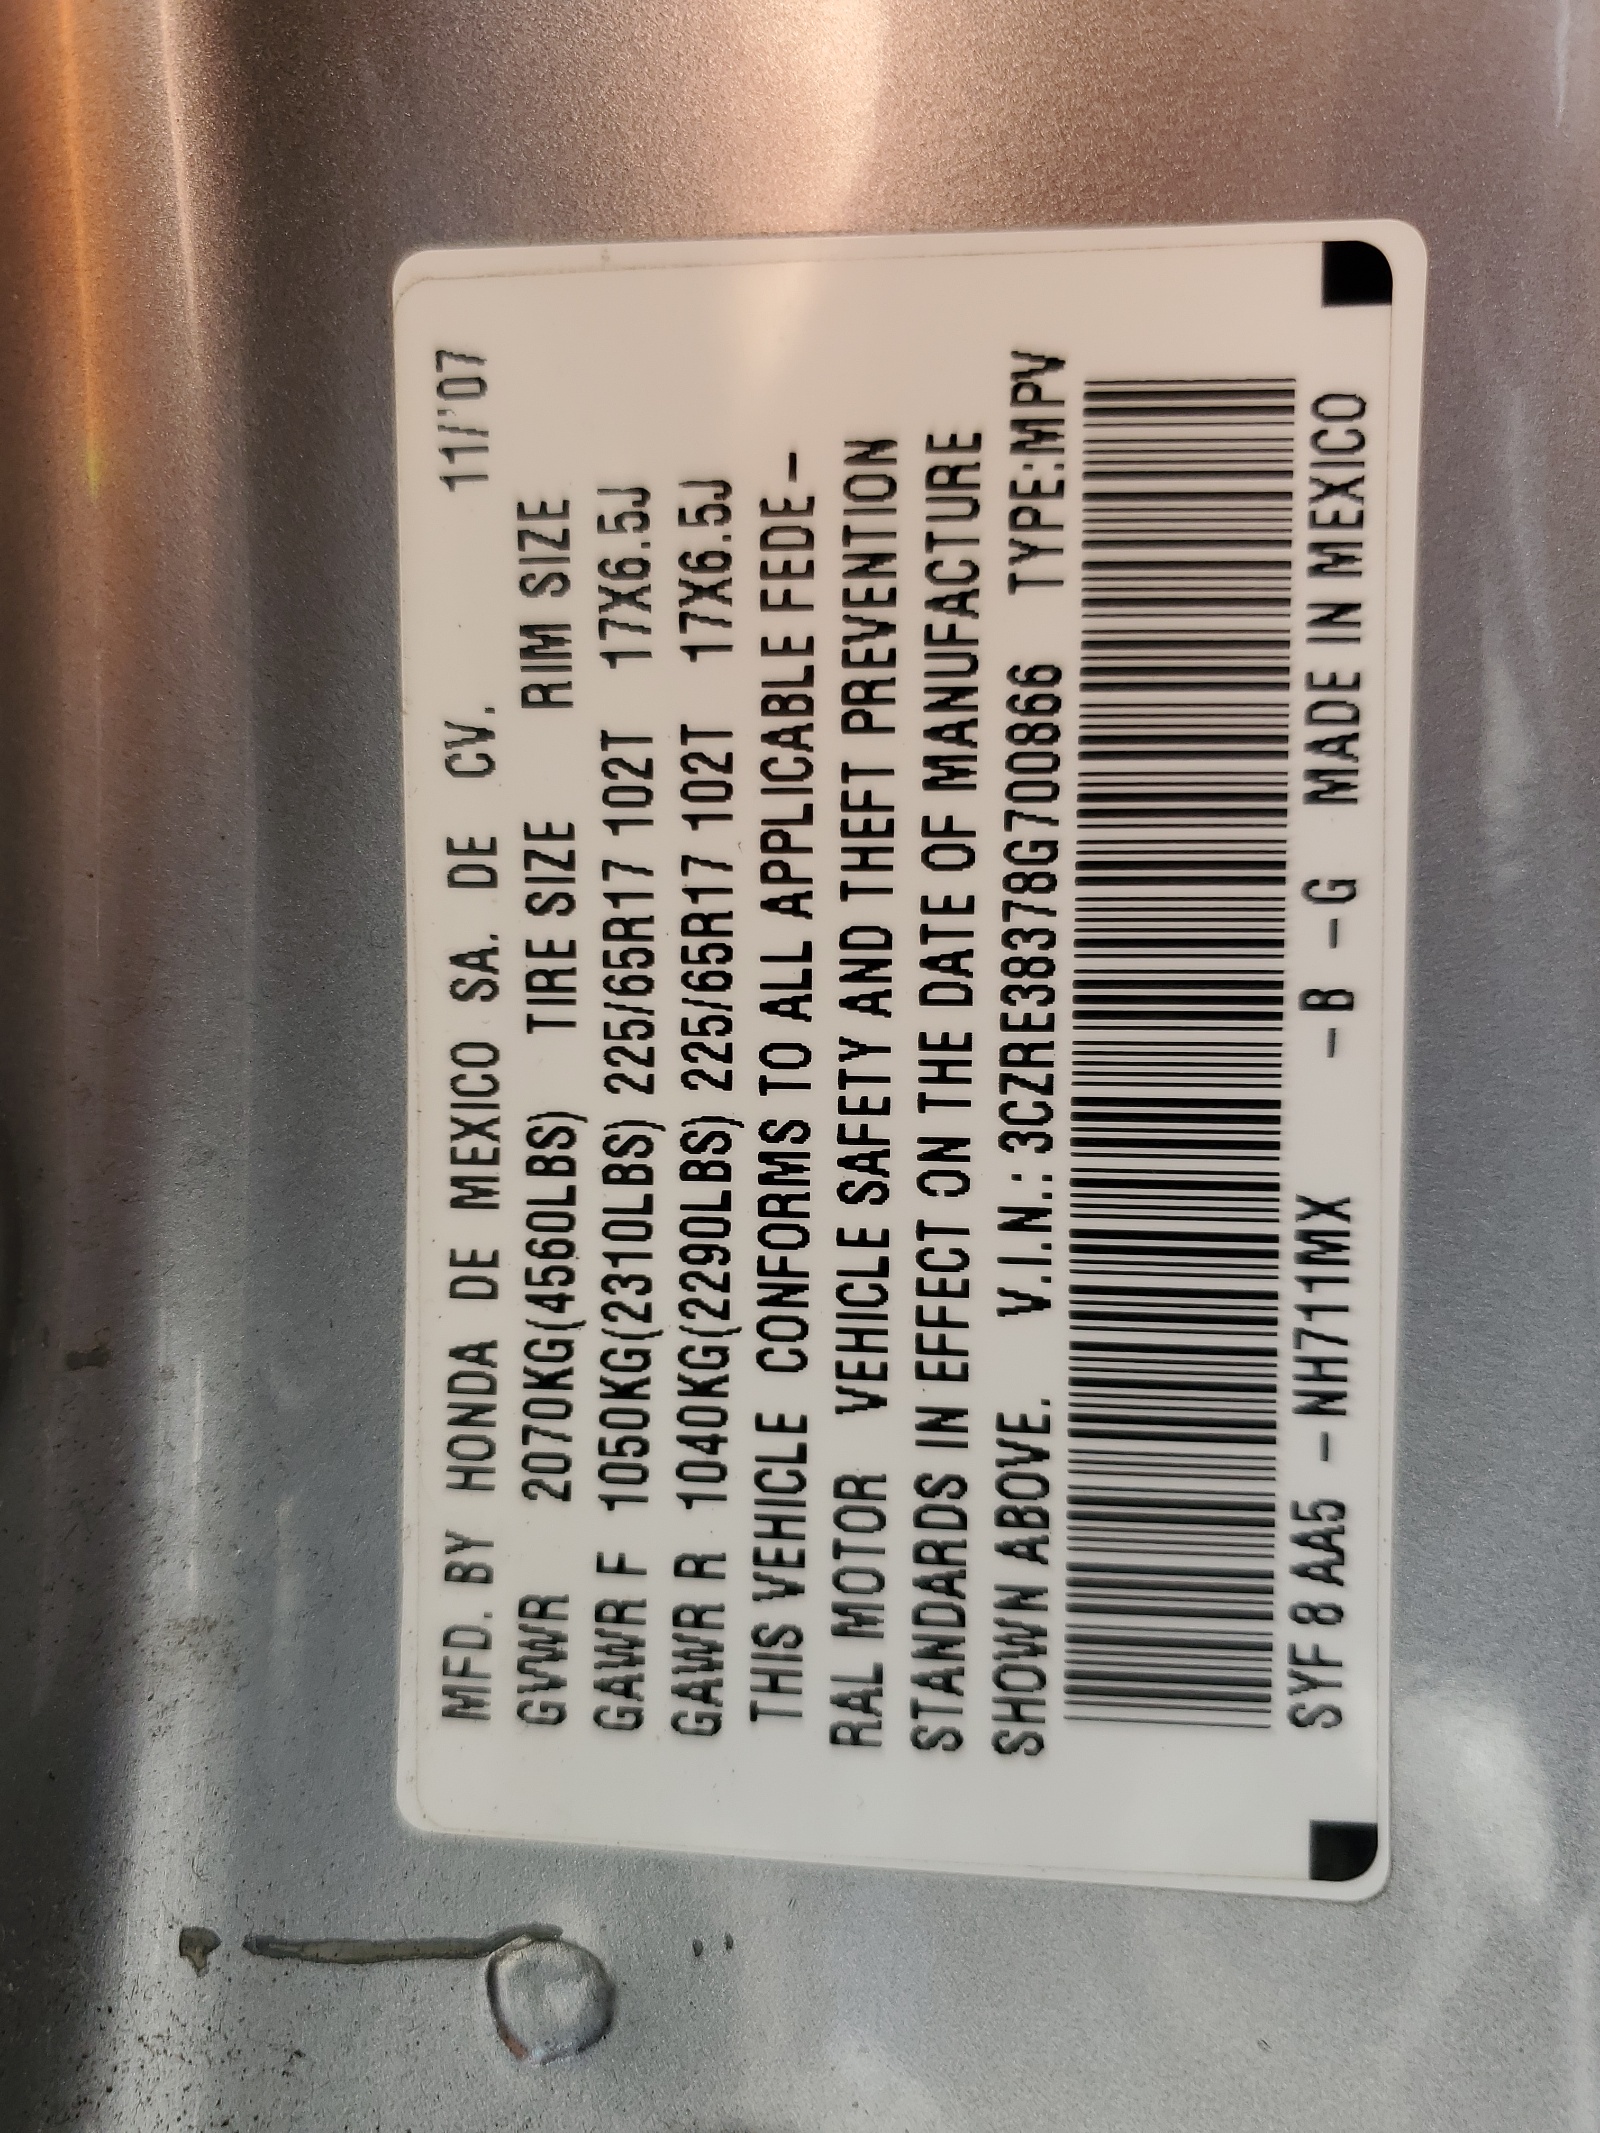 MFD. BY HONDA DE MEXICO SA. DE CV. 11/'07
GVWR 2070KG(4560LBS) TIRE SIZE RIM SIZE
GAWR F 1050KG(2310LBS) 225/65R17 102T 17X6.5J
GAWR R 1040KG(2290LBS) 225/65R17 102T 17X6.5J
THIS VEHICLE CONFORMS TO ALL APPLICABLE FEDE-
RAL MOTOR VEHICLE SAFETY AND THEFT PREVENTION
STANDARDS IN EFFECT ON THE DATE OF MANUFACTURE
SHOWN ABOVE. V.I.N.: 3CZRE38378G700866 TYPE:MPV
SYF 8 AA5 -NH711MX -B -G MADE IN MEXICO